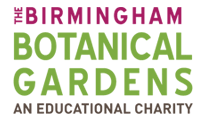 THE BIRMINGHAM
BOTANICAL
GARDENS
AN EDUCATIONAL CHARITY